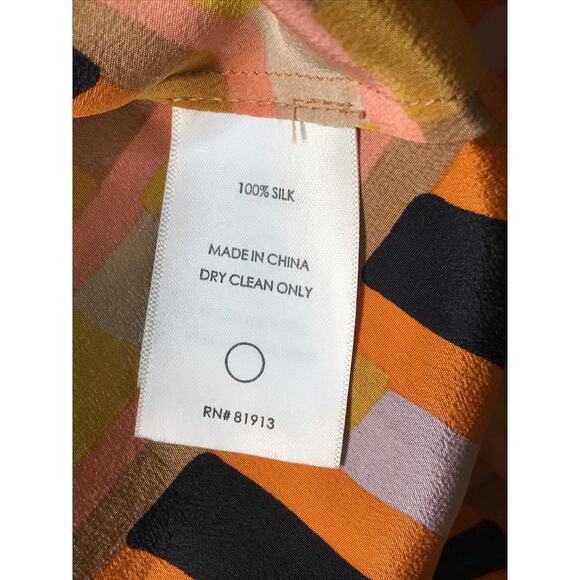 100% SILK
MADE IN CHINA
DRY CLEAN ONLY
RN# 81913